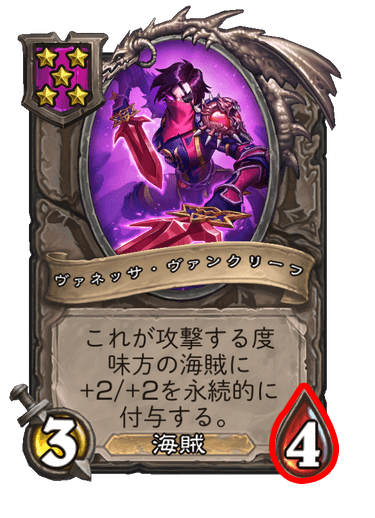 ヴァネッサ・ヴァンクリーフ
これが攻撃する度
味方の海賊に
+2/+2を永続的に
付与する。
海賊
3
4